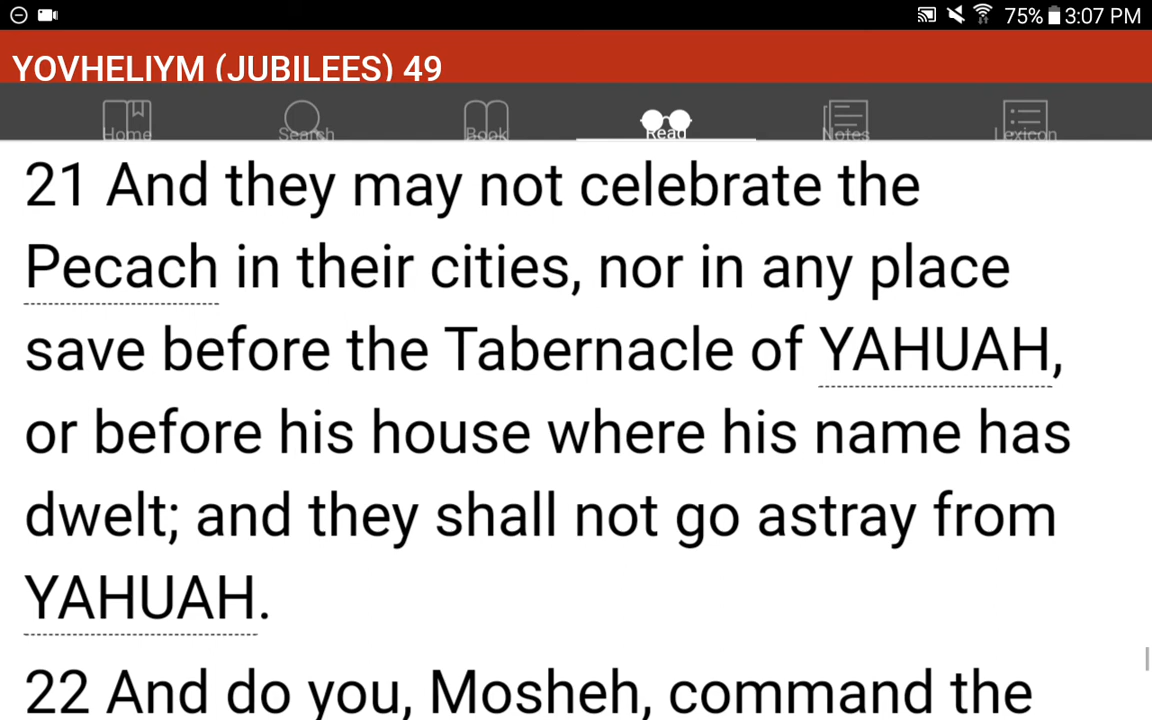 75% 3:07 PM
YOVHELIYM (JUBILEES) 49
Home Search Book Read Notes Lexicon
21 And they may not celebrate the
Pecach in their cities, nor in any place
save before the Tabernacle of YAHUAH,
or before his house where his name has
dwelt; and they shall not go astray from
YAHUAH.
22 And do you, Mosheh, command the